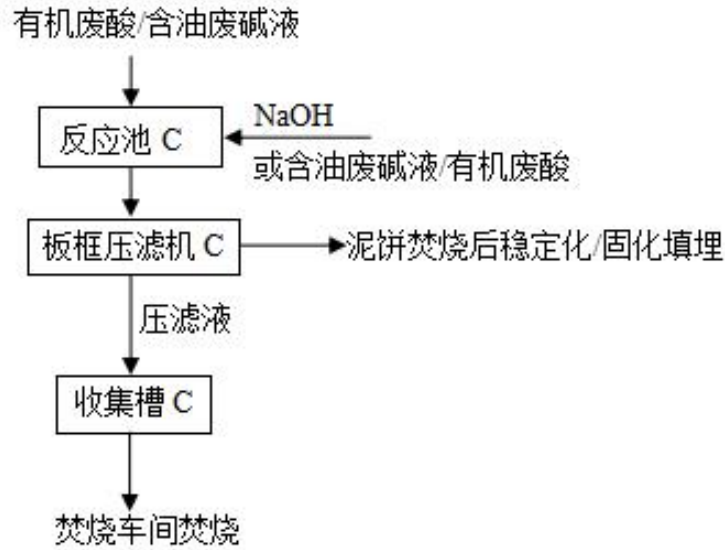 有机废酸/含油废碱液
反应池 C
NaOH
或含油废碱液/有机废酸
板框压滤机 C
泥饼焚烧后稳定化/固化填埋
压滤液
收集槽 C
焚烧车间焚烧